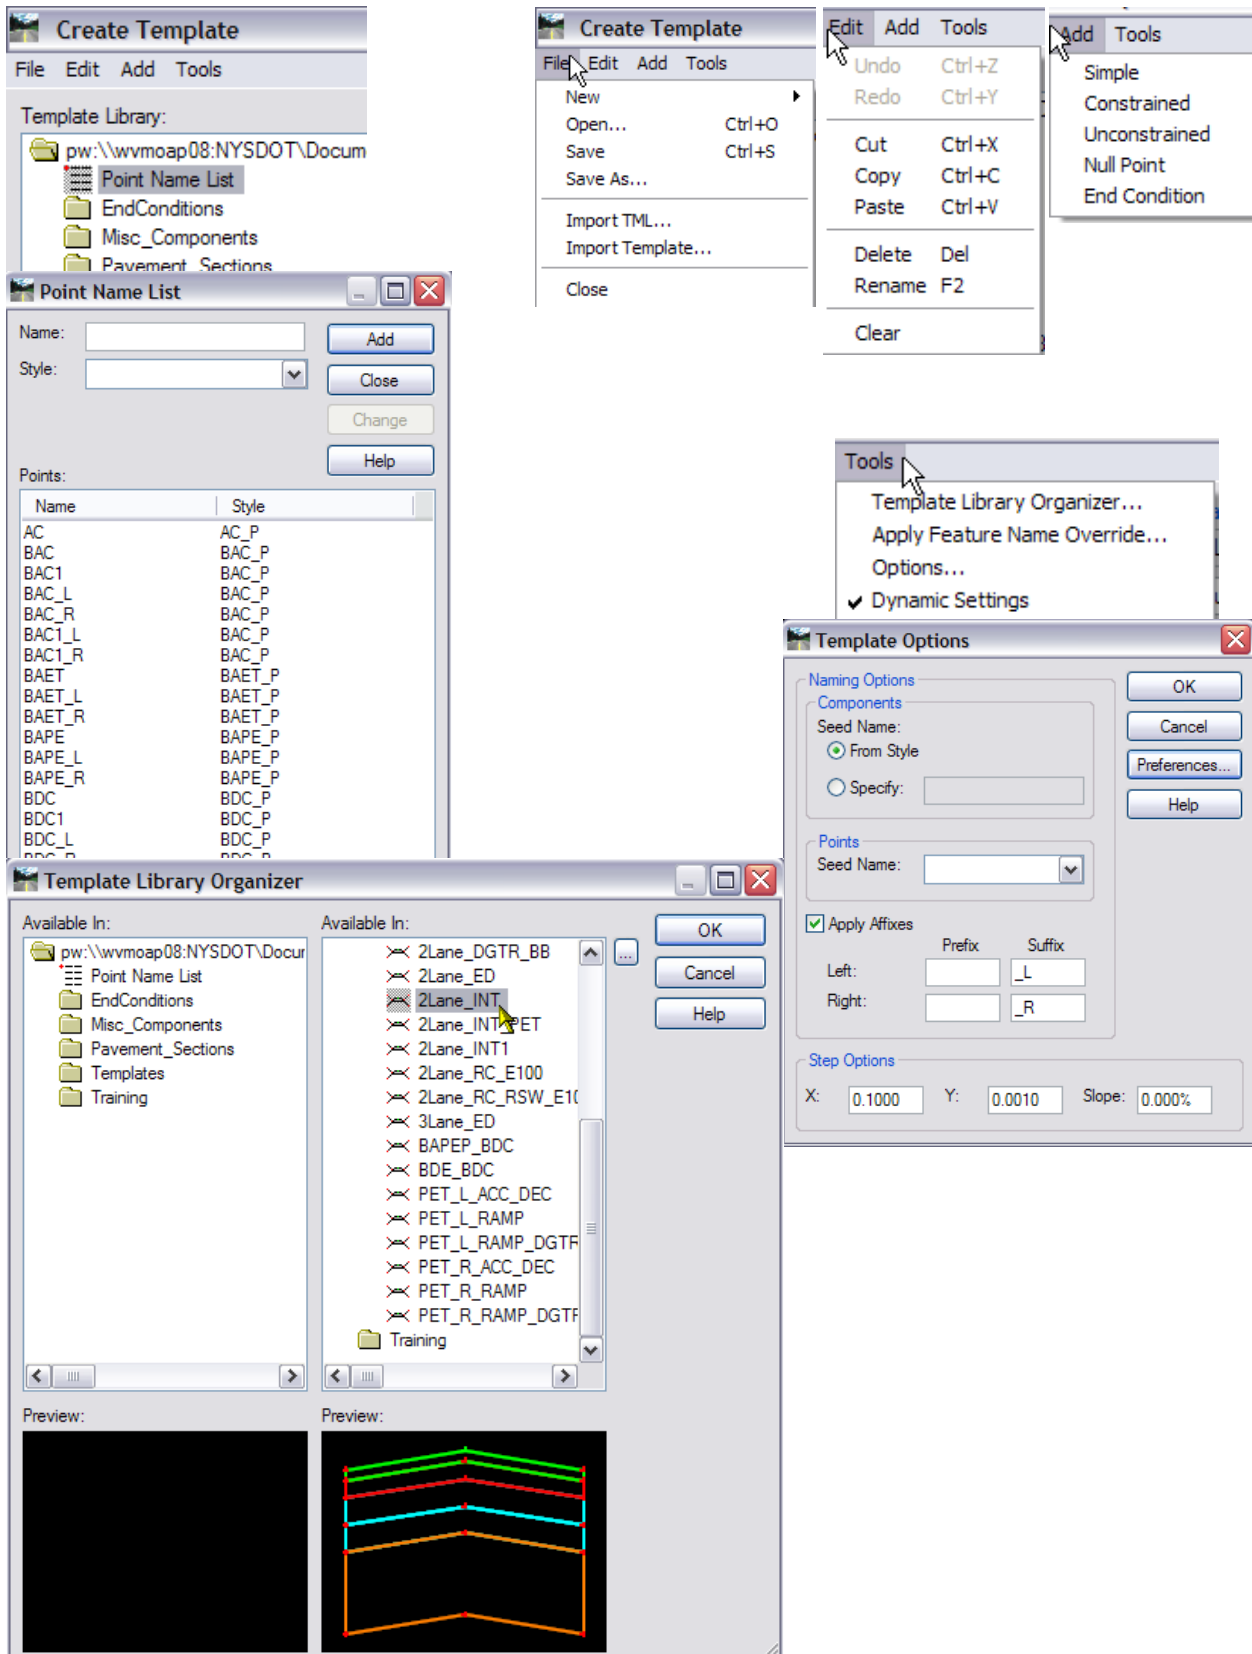 Create Template
File Edit Add Tools
Template Library:
pw:\\wvmoap08:NYSDOT\Docum
Point Name List
EndConditions
Misc_Components
Pavement_Sections
Create Template
File Edit Add Tools
New
Open... Ctrl+O
Save Ctrl+S
Save As...
Import TML...
Import Template...
Close
Edit Add Tools
Undo Ctrl+Z
Redo Ctrl+Y
Cut Ctrl+X
Copy Ctrl+C
Paste Ctrl+V
Delete Del
Rename F2
Clear
Add Tools
Simple
Constrained
Unconstrained
Null Point
End Condition
Point Name List
Name:
Add
Style:
Close
Change
Help
Points:
Name Style
AC AC_P
BAC BAC_P
BAC1 BAC_P
BAC_L BAC_P
BAC_R BAC_P
BAC1_L BAC_P
BAC1_R BAC_P
BAET BAET_P
BAET_L BAET_P
BAET_R BAET_P
BAPE BAPE_P
BAPE_L BAPE_P
BAPE_R BAPE_P
BDC BDC_P
BDC1 BDC_P
BDC_L BDC_P
BDC_R BDC_P
Tools
Template Library Organizer...
Apply Feature Name Override...
Options...
Dynamic Settings
Template Options
Naming Options
Components
Seed Name:
From Style
Specify:
OK
Cancel
Preferences...
Help
Points
Seed Name:
Apply Affixes
Prefix Suffix
Left: _L
Right: _R
Step Options
X: 0.1000 Y: 0.0010 Slope: 0.000%
Template Library Organizer
Available In:
pw:\\wvmoap08:NYSDOT\Docur
Point Name List
EndConditions
Misc_Components
Pavement_Sections
Templates
Training
Available In:
2Lane_DGTR_BB
2Lane_ED
2Lane_INT
2Lane_INT_PET
2Lane_INT1
2Lane_RC_E100
2Lane_RC_RSW_E10
3Lane_ED
BAPEP_BDC
BDE_BDC
PET_L_ACC_DEC
PET_L_RAMP
PET_L_RAMP_DGTR
PET_R_ACC_DEC
PET_R_RAMP
PET_R_RAMP_DGTF
Training
...
OK
Cancel
Help
Preview:
Preview: